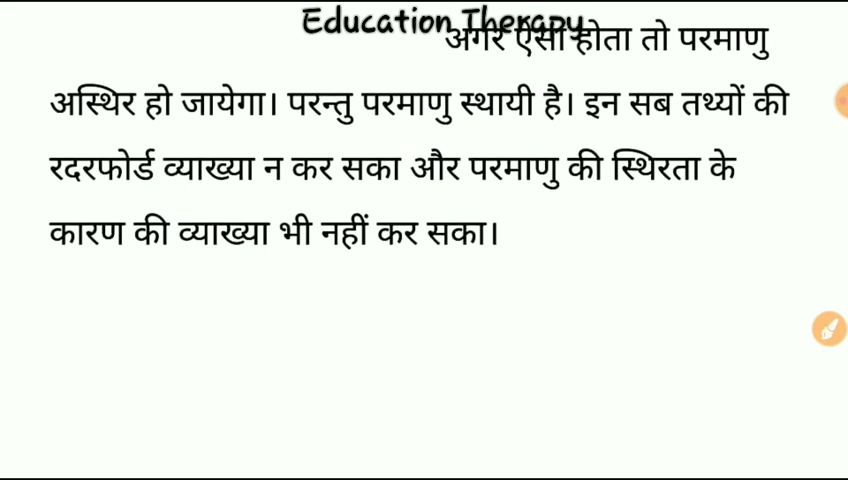 Education Therapy
अगर ऐसा होता तो परमाणु
अस्थिर हो जायेगा। परन्तु परमाणु स्थायी है। इन सब तथ्यों की
रदरफोर्ड व्याख्या न कर सका और परमाणु की स्थिरता के
कारण की व्याख्या भी नहीं कर सका।